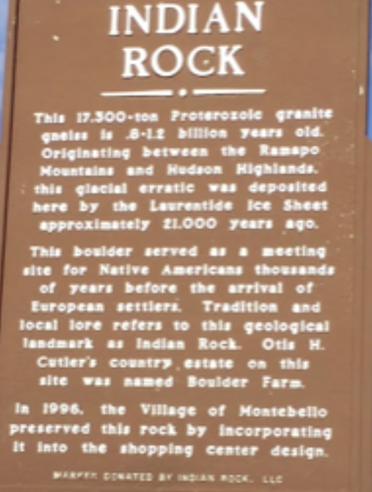 INDIAN
ROCK
This 17,300-ton Proterozoic granite
gneiss is .8-1.2 billion years old.
Originating between the Ramapo
Mountains and Hudson Highlands,
this glacial erratic was deposited
here by the Laurentide Ice Sheet
approximately 21,000 years ago.
This boulder served as a meeting
site for Native Americans thousands
of years before the arrival of
European settlers. Tradition and
local lore refers to this geological
landmark as Indian Rock. Otis H.
Cutler's country estate on this
site was named Boulder Farm.
In 1996, the Village of Montebello
preserved this rock by incorporating
it into the shopping center design.
MARKER DONATED BY INDIAN ROCK, LLC